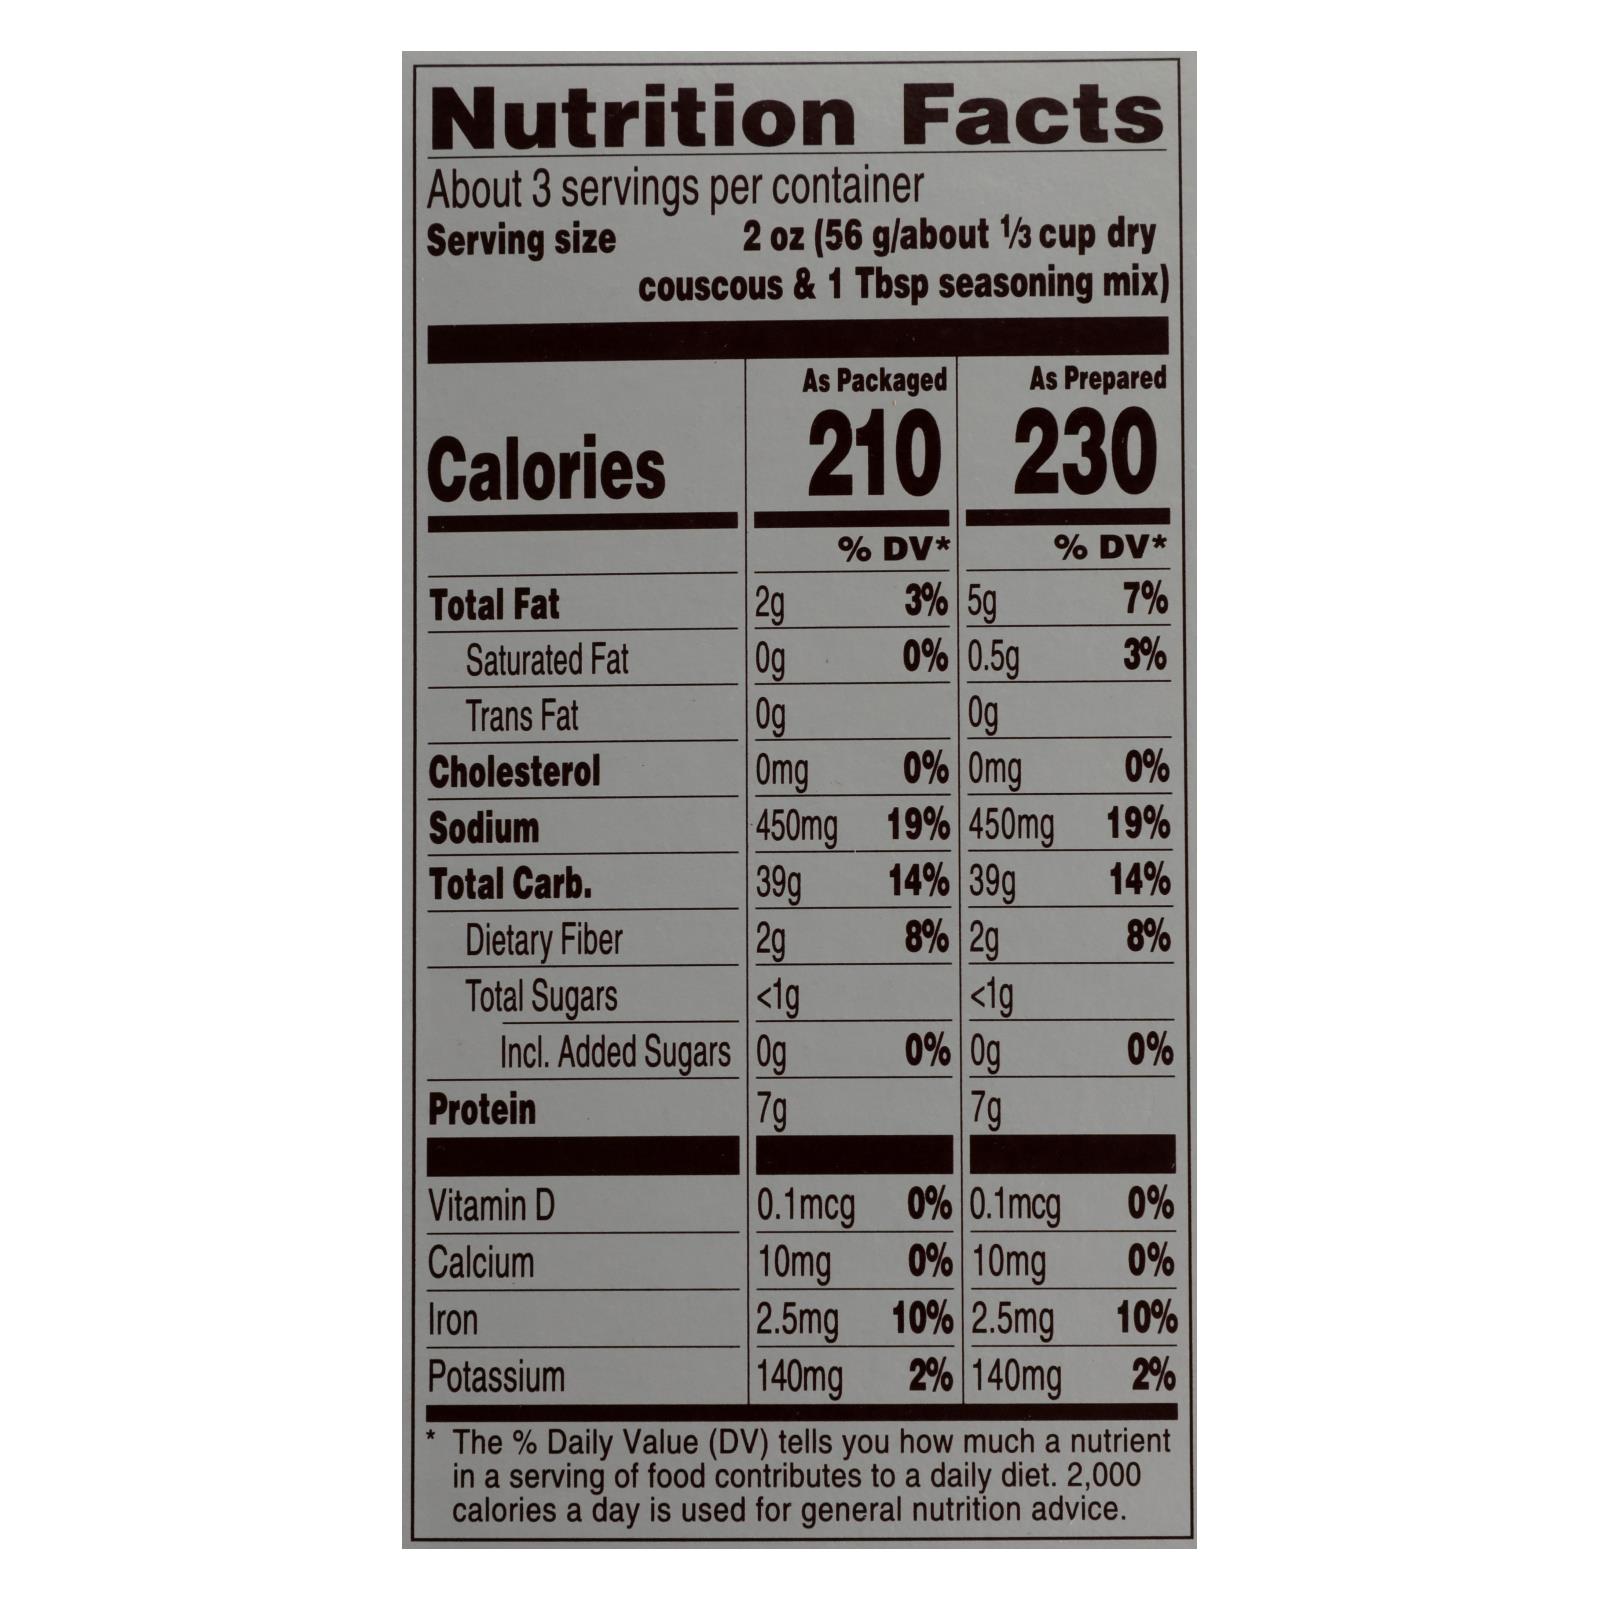 Nutrition Facts
About 3 servings per container
Serving size 2 oz (56 g/about ⅓ cup dry
couscous & 1 Tbsp seasoning mix)
As Packaged As Prepared
Calories 210 230
% DV* % DV*
Total Fat 2g 3% 5g 7%
Saturated Fat 0g 0% 0.5g 3%
Trans Fat 0g 0g
Cholesterol 0mg 0% 0mg 0%
Sodium 450mg 19% 450mg 19%
Total Carb. 39g 14% 39g 14%
Dietary Fiber 2g 8% 2g 8%
Total Sugars <1g <1g
Incl. Added Sugars 0g 0% 0g 0%
Protein 7g 7g
Vitamin D 0.1mcg 0% 0.1mcg 0%
Calcium 10mg 0% 10mg 0%
Iron 2.5mg 10% 2.5mg 10%
Potassium 140mg 2% 140mg 2%
* The % Daily Value (DV) tells you how much a nutrient
in a serving of food contributes to a daily diet. 2,000
calories a day is used for general nutrition advice.